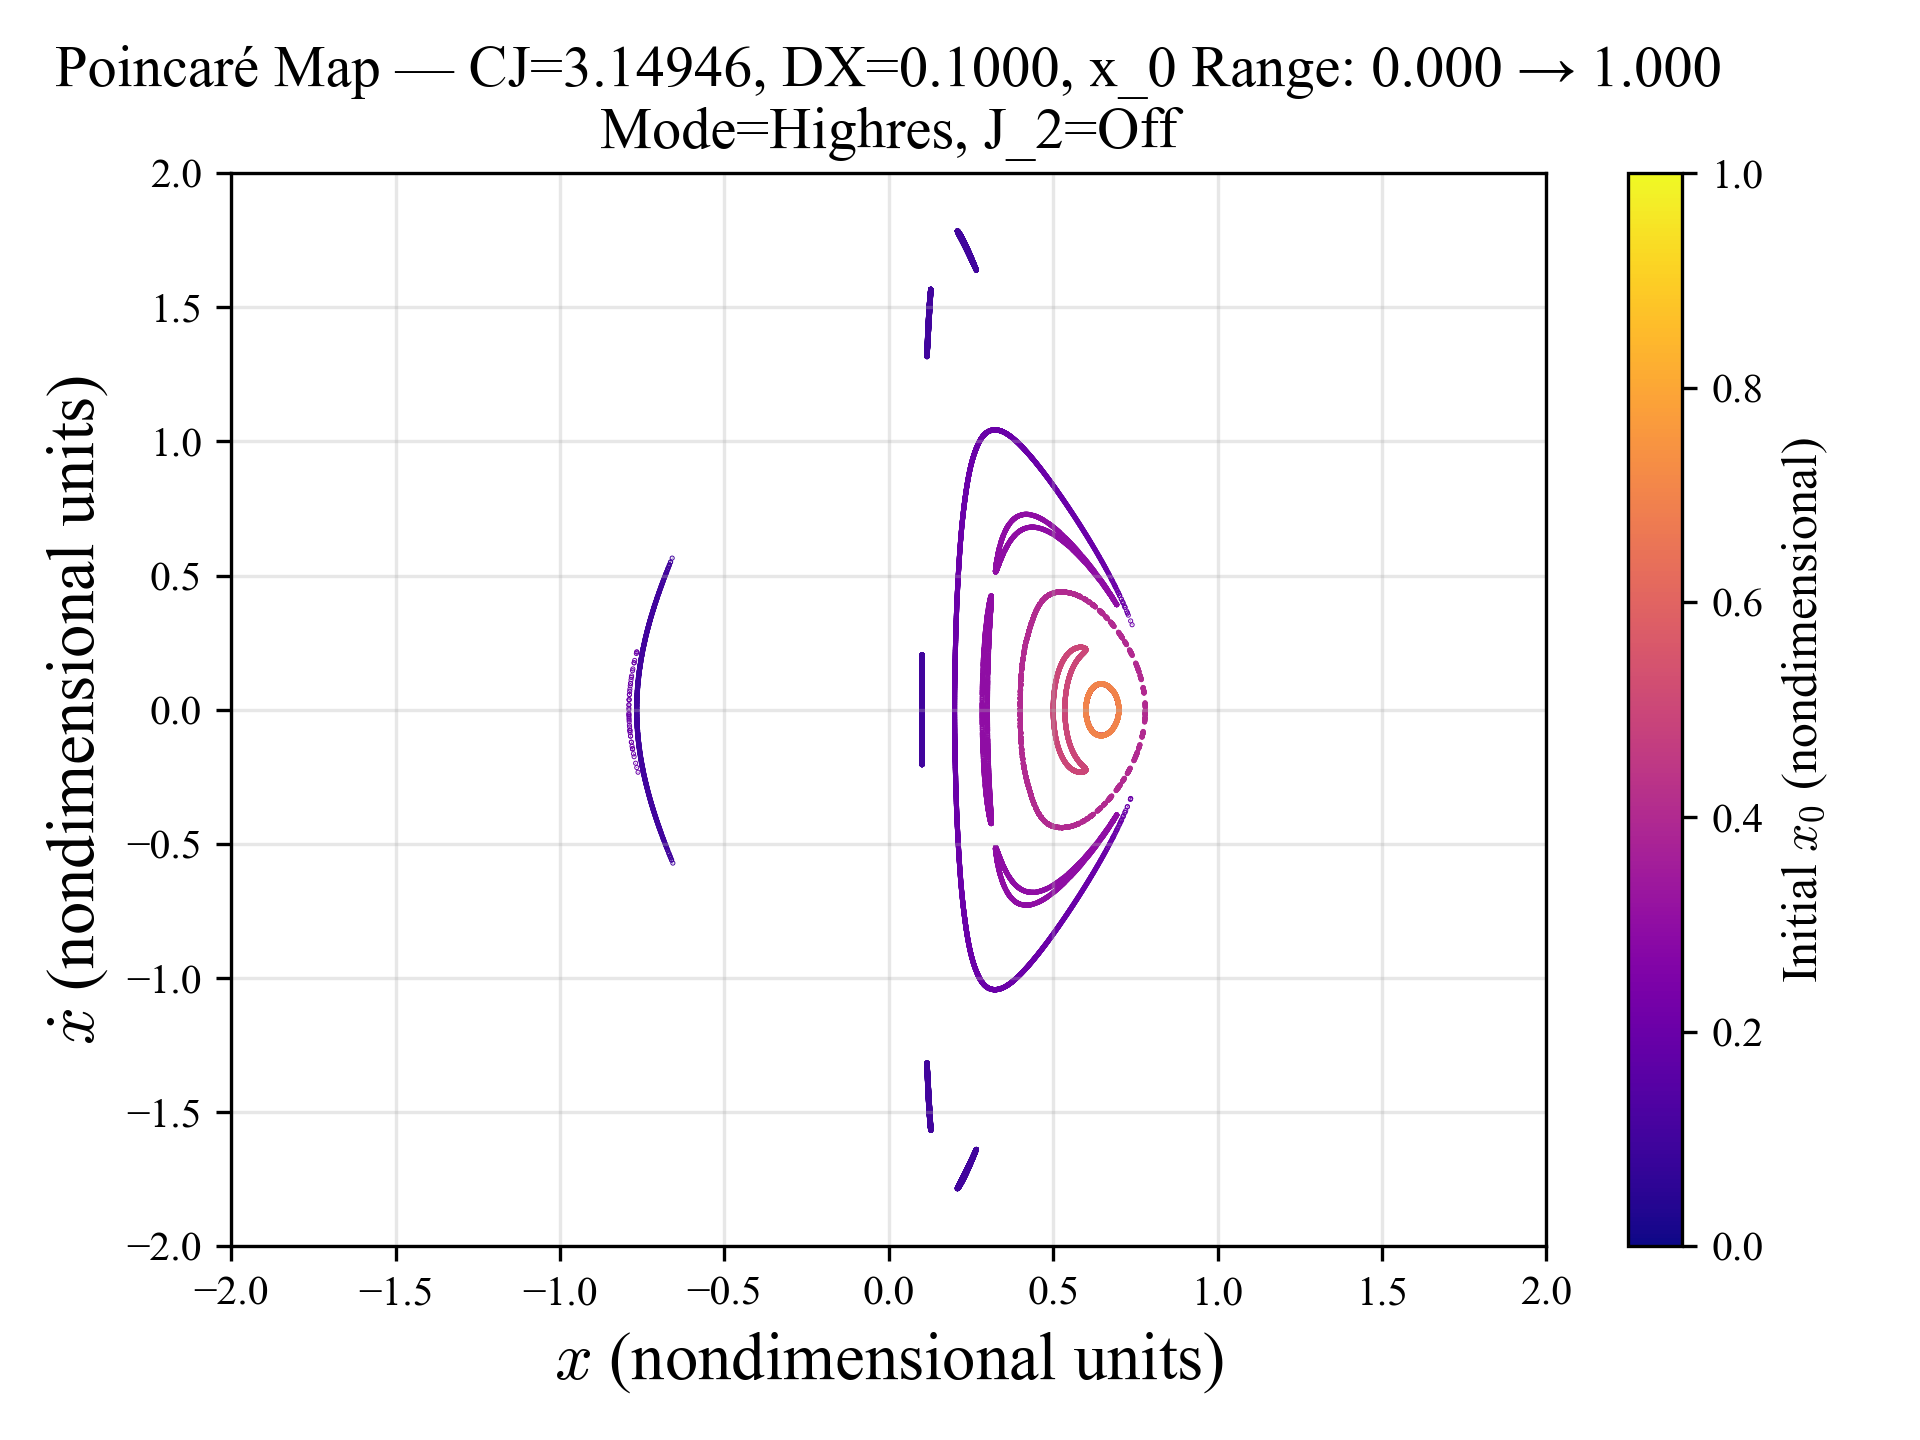 Poincaré Map — CJ=3.14946, DX=0.1000, x_0 Range: 0.000 → 1.000
Mode=Highres, J_2=Off
2.0
1.5
1.0
0.5
0.0
−0.5
−1.0
−1.5
−2.0
ẋ (nondimensional units)
−2.0 −1.5 −1.0 −0.5 0.0 0.5 1.0 1.5 2.0
x (nondimensional units)
1.0
0.8
0.6
0.4
0.2
0.0
Initial x₀ (nondimensional)